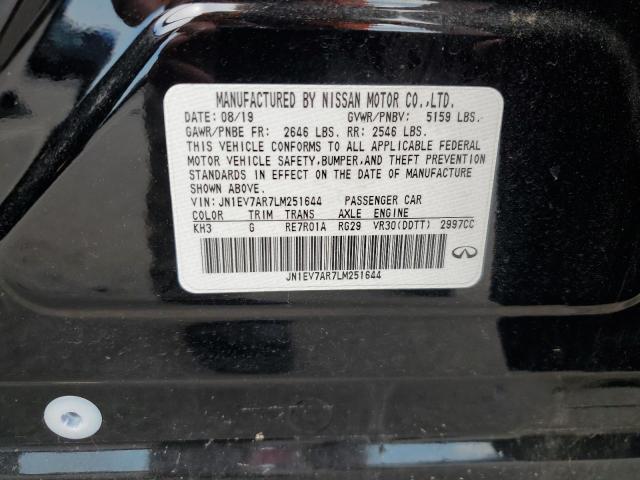 MANUFACTURED BY NISSAN MOTOR CO.,LTD.
DATE: 08/19 GVWR/PNBV: 5159 LBS.
GAWR/PNBE FR: 2646 LBS. RR: 2546 LBS.
THIS VEHICLE CONFORMS TO ALL APPLICABLE FEDERAL
MOTOR VEHICLE SAFETY,BUMPER,AND THEFT PREVENTION
STANDARDS IN EFFECT ON THE DATE OF MANUFACTURE
SHOWN ABOVE.
VIN: JN1EV7AR7LM251644 PASSENGER CAR
COLOR TRIM TRANS AXLE ENGINE
KH3 G RE7R01A RG29 VR30(DDTT) 2997CC
JN1EV7AR7LM251644